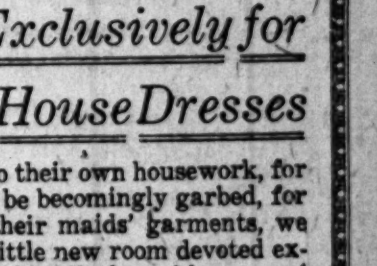 Exclusively for
House Dresses
o their own housework, for
be becomingly garbed, for
heir maids' garments, we
ittle new room devoted ex-